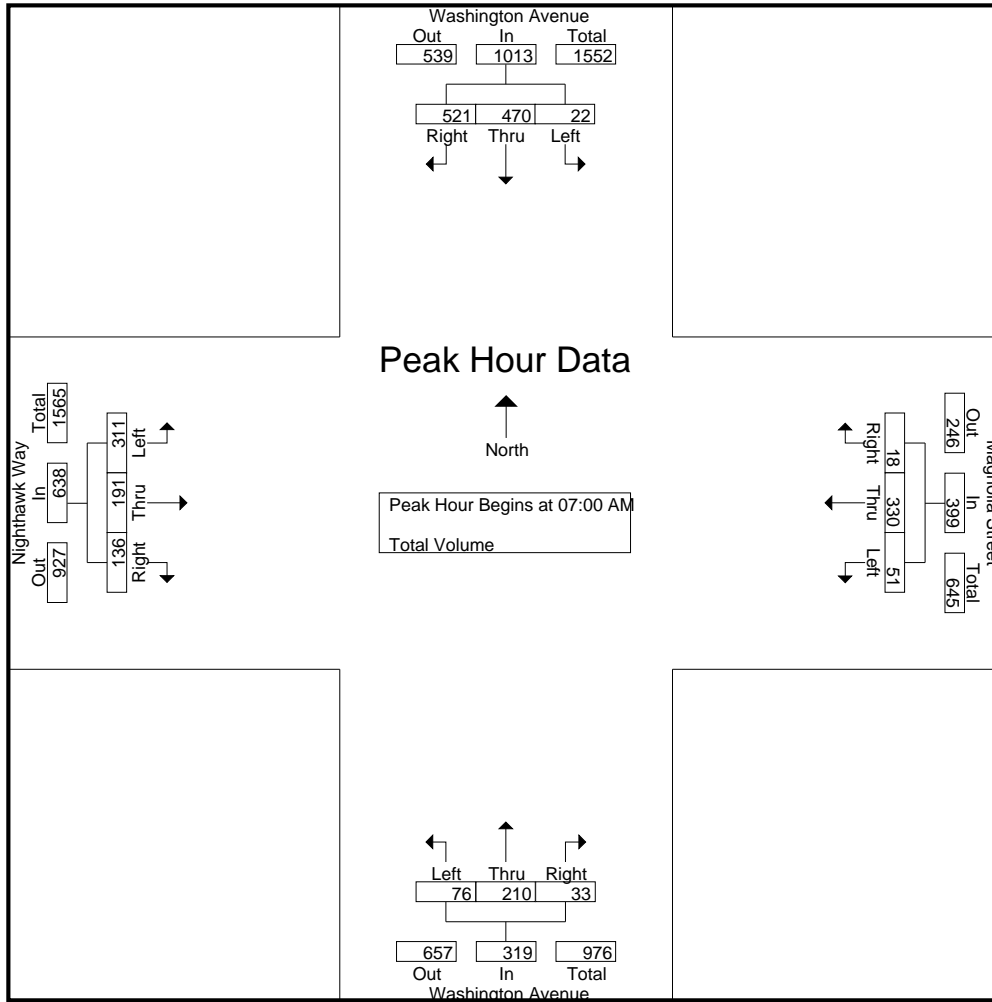 Washington Avenue
Out In Total
539 1013 1552
521 470 22
Right Thru Left
Peak Hour Data
North
Peak Hour Begins at 07:00 AM
Total Volume
Nighthawk Way
Out In Total
927 638 1565
Left Thru Right
311 191 136
Magnolia Street
Out In Total
246 399 645
Right Thru Left
18 330 51
Left Thru Right
76 210 33
657 319 976
Out In Total
Washington Avenue